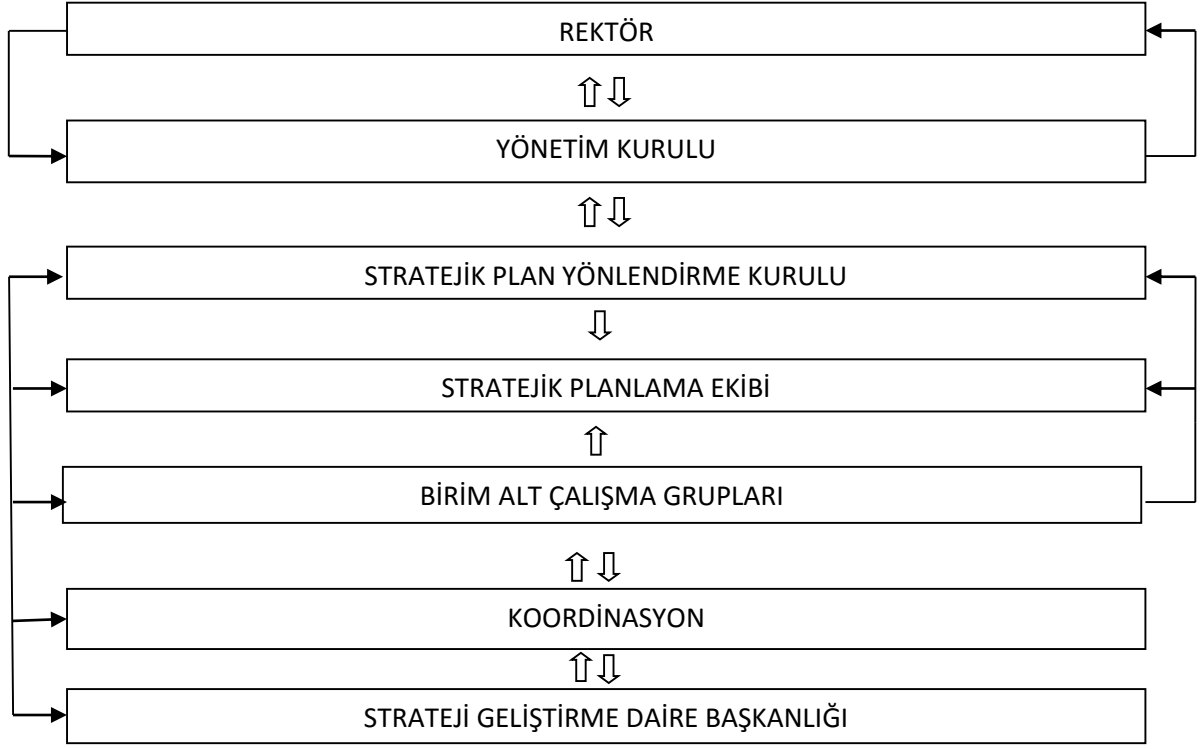 REKTÖR
YÖNETİM KURULU
STRATEJİK PLAN YÖNLENDİRME KURULU
STRATEJİK PLANLAMA EKİBİ
BİRİM ALT ÇALIŞMA GRUPLARI
KOORDİNASYON
STRATEJİ GELİŞTİRME DAİRE BAŞKANLIĞI